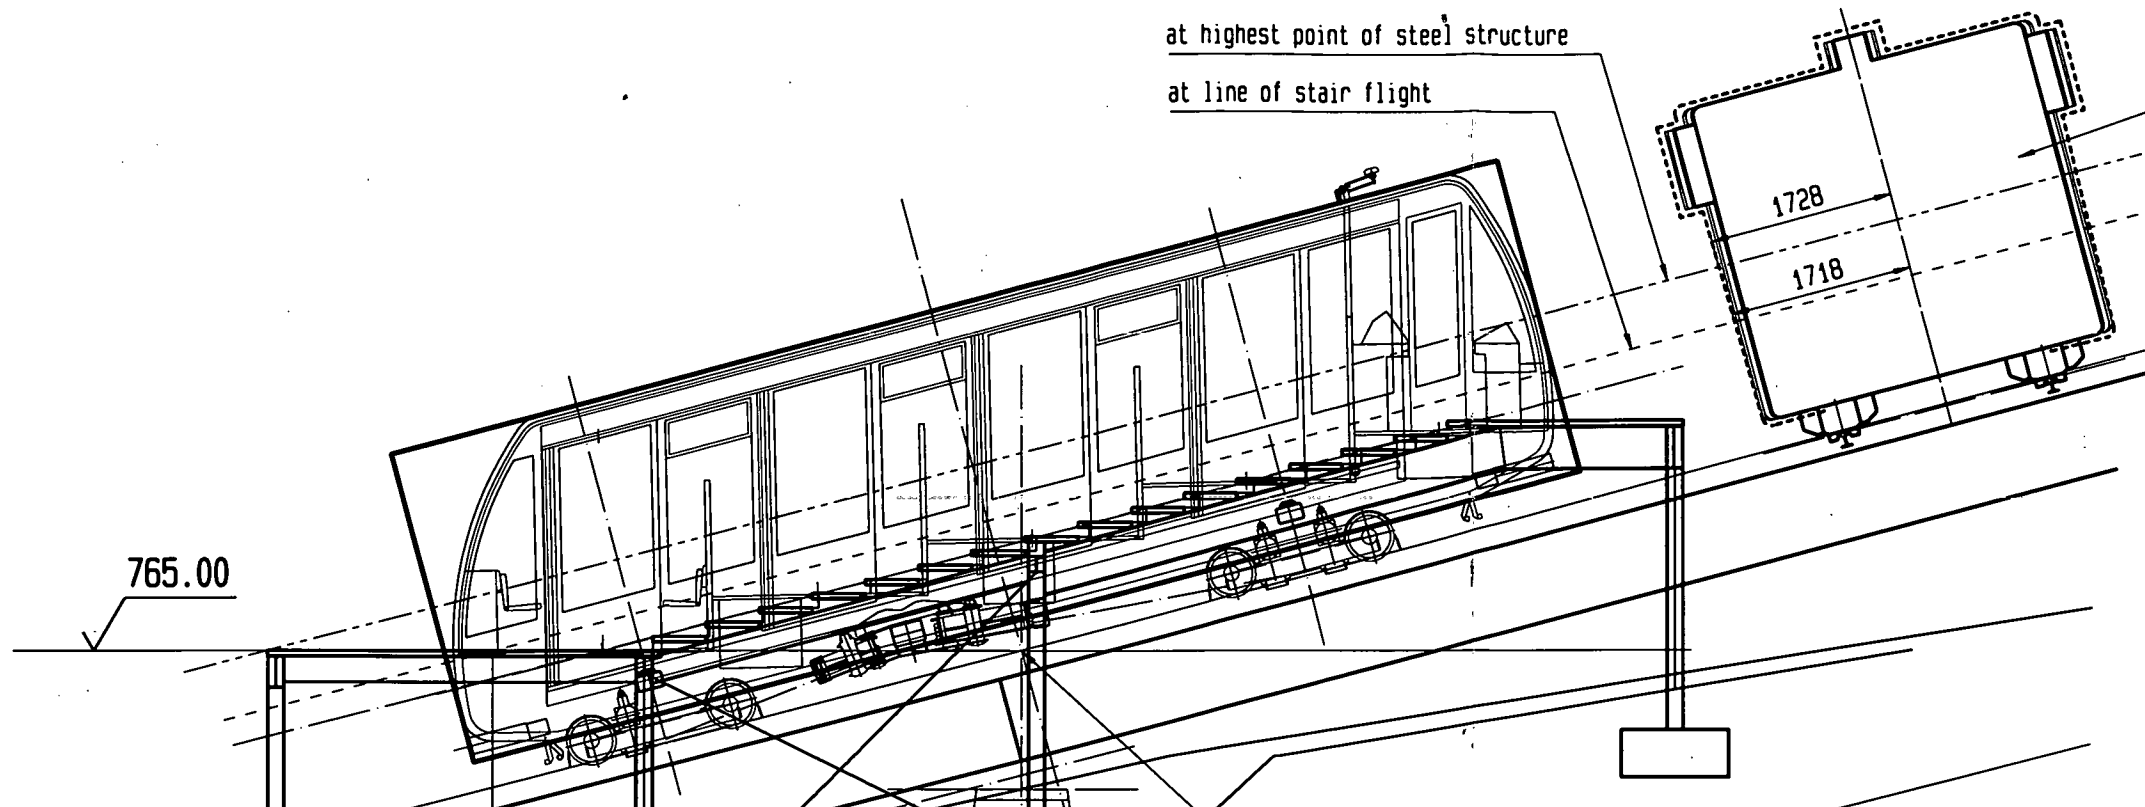 at highest point of steel structure
at line of stair flight
1728
1718
765.00